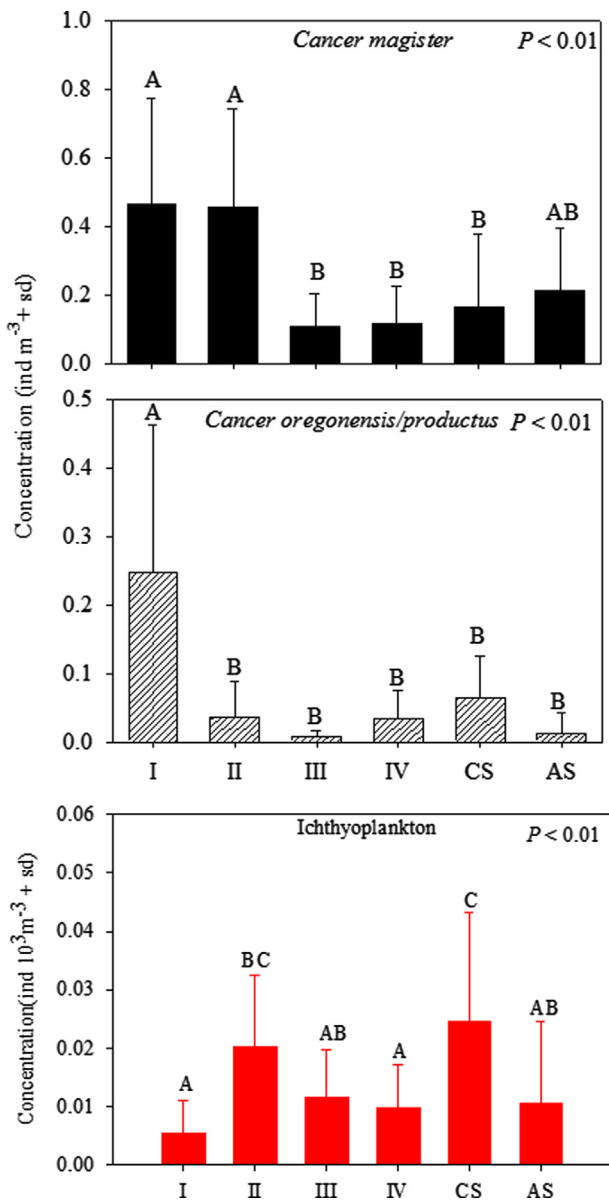 Concentration (ind m⁻³+ sd)
1.0
0.8
0.6
0.4
0.2
0.0
Cancer magister
P < 0.01
A
A
B
B
B
AB
0.5
0.4
0.3
0.2
0.1
0.0
Cancer oregonensis/productus P < 0.01
A
B
B
B
B
B
I II III IV CS AS
Concentration(ind 10³m⁻³ + sd)
0.06
0.05
0.04
0.03
0.02
0.01
0.00
Ichthyoplankton
P < 0.01
A
BC
AB
A
C
AB
I II III IV CS AS